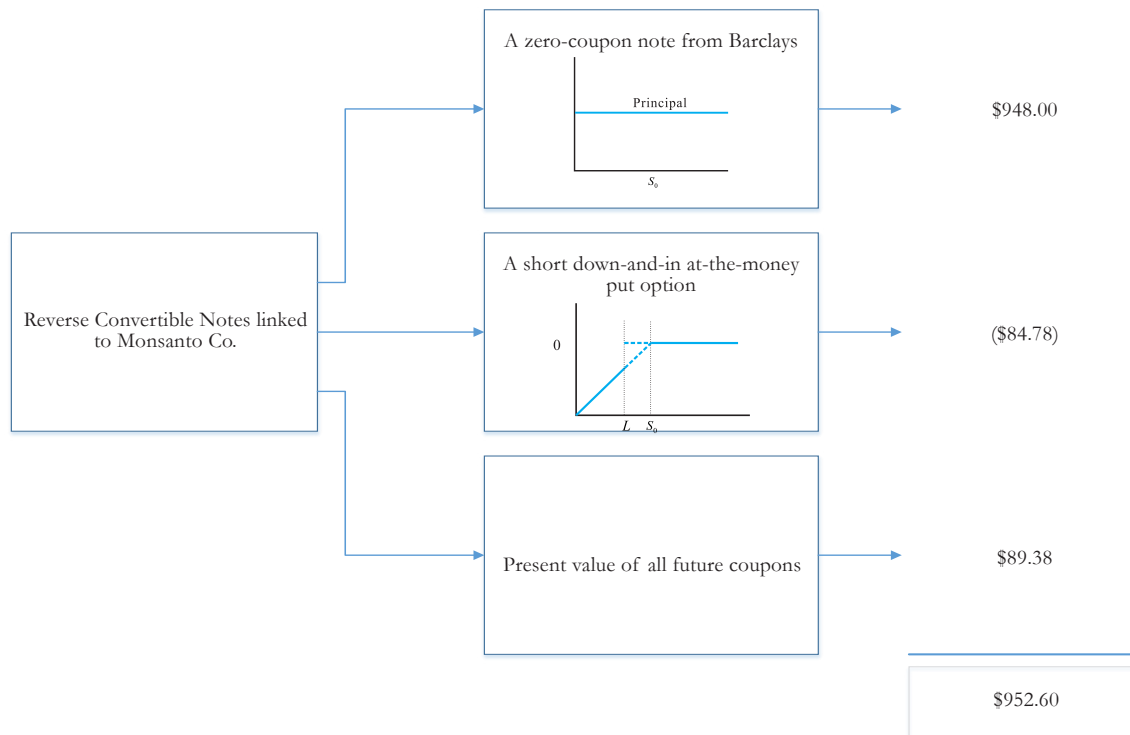 A zero-coupon note from Barclays
Principal
S₀
$948.00
Reverse Convertible Notes linked
to Monsanto Co.
A short down-and-in at-the-money
put option
0
L S₀
($84.78)
Present value of all future coupons
$89.38
$952.60